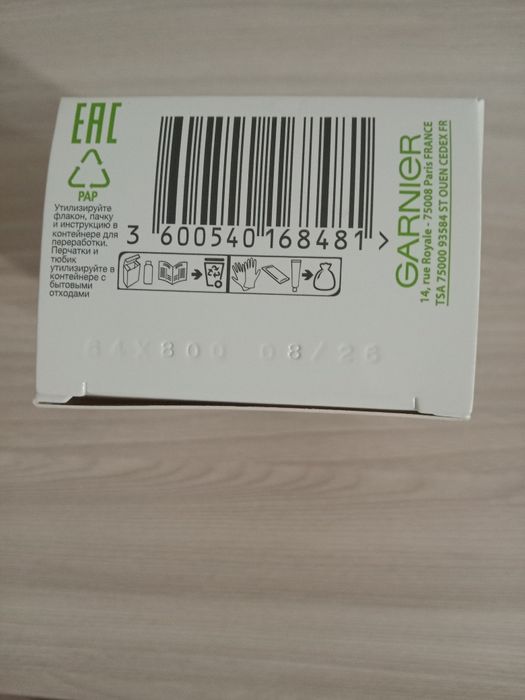 EAC
PAP
Утилизируйте
флакон, пачку
и инструкцию в
контейнере для
переработки.
Перчатки и
тюбик
утилизируйте в
контейнере с
бытовыми
отходами
3 600540 168481 >
64X800 08/26
GARNIER
14, rue Royale - 75008 Paris FRANCE
TSA 75000 93584 ST OUEN CEDEX FR